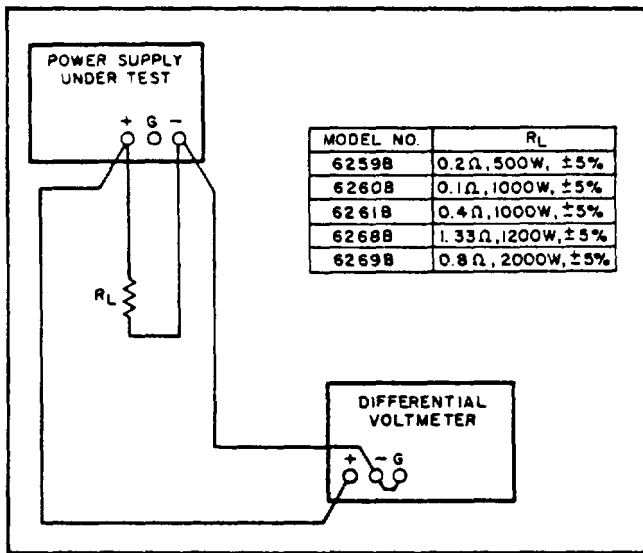 POWER SUPPLY
UNDER TEST
+ G −
MODEL NO. RL
6259B 0.2Ω,500W, ±5%
6260B 0.1Ω,1000W,±5%
6261B 0.4Ω,1000W,±5%
6268B 1.33Ω,1200W,±5%
6269B 0.8Ω, 2000W,±5%
RL
DIFFERENTIAL
VOLTMETER
+ − G